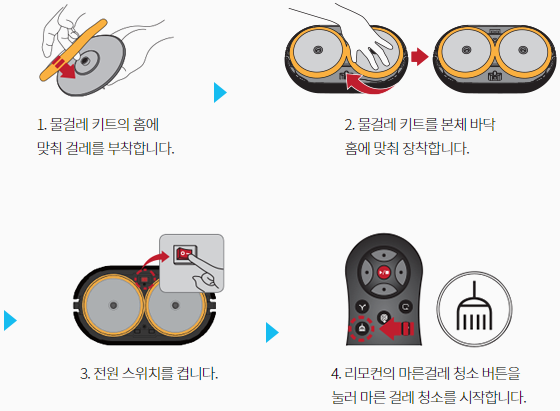 1. 물걸레 키트의 홈에
맞춰 걸레를 부착합니다.
2. 물걸레 키트를 본체 바닥
홈에 맞춰 장착합니다.
3. 전원 스위치를 켭니다.
4. 리모컨의 마른걸레 청소 버튼을
눌러 마른 걸레 청소를 시작합니다.